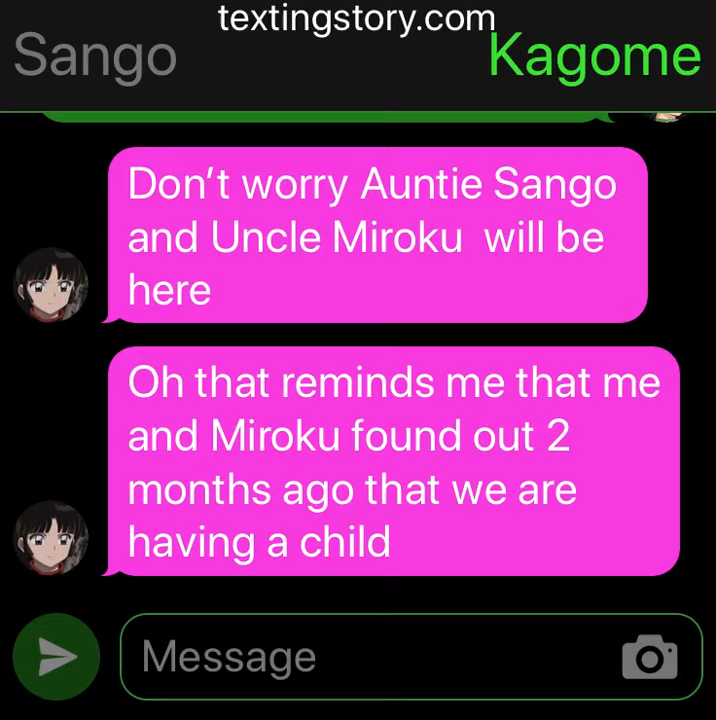 textingstory.com
Sango
Kagome
Don’t worry Auntie Sango
and Uncle Miroku  will be
here
Oh that reminds me that me
and Miroku found out 2
months ago that we are
having a child
Message